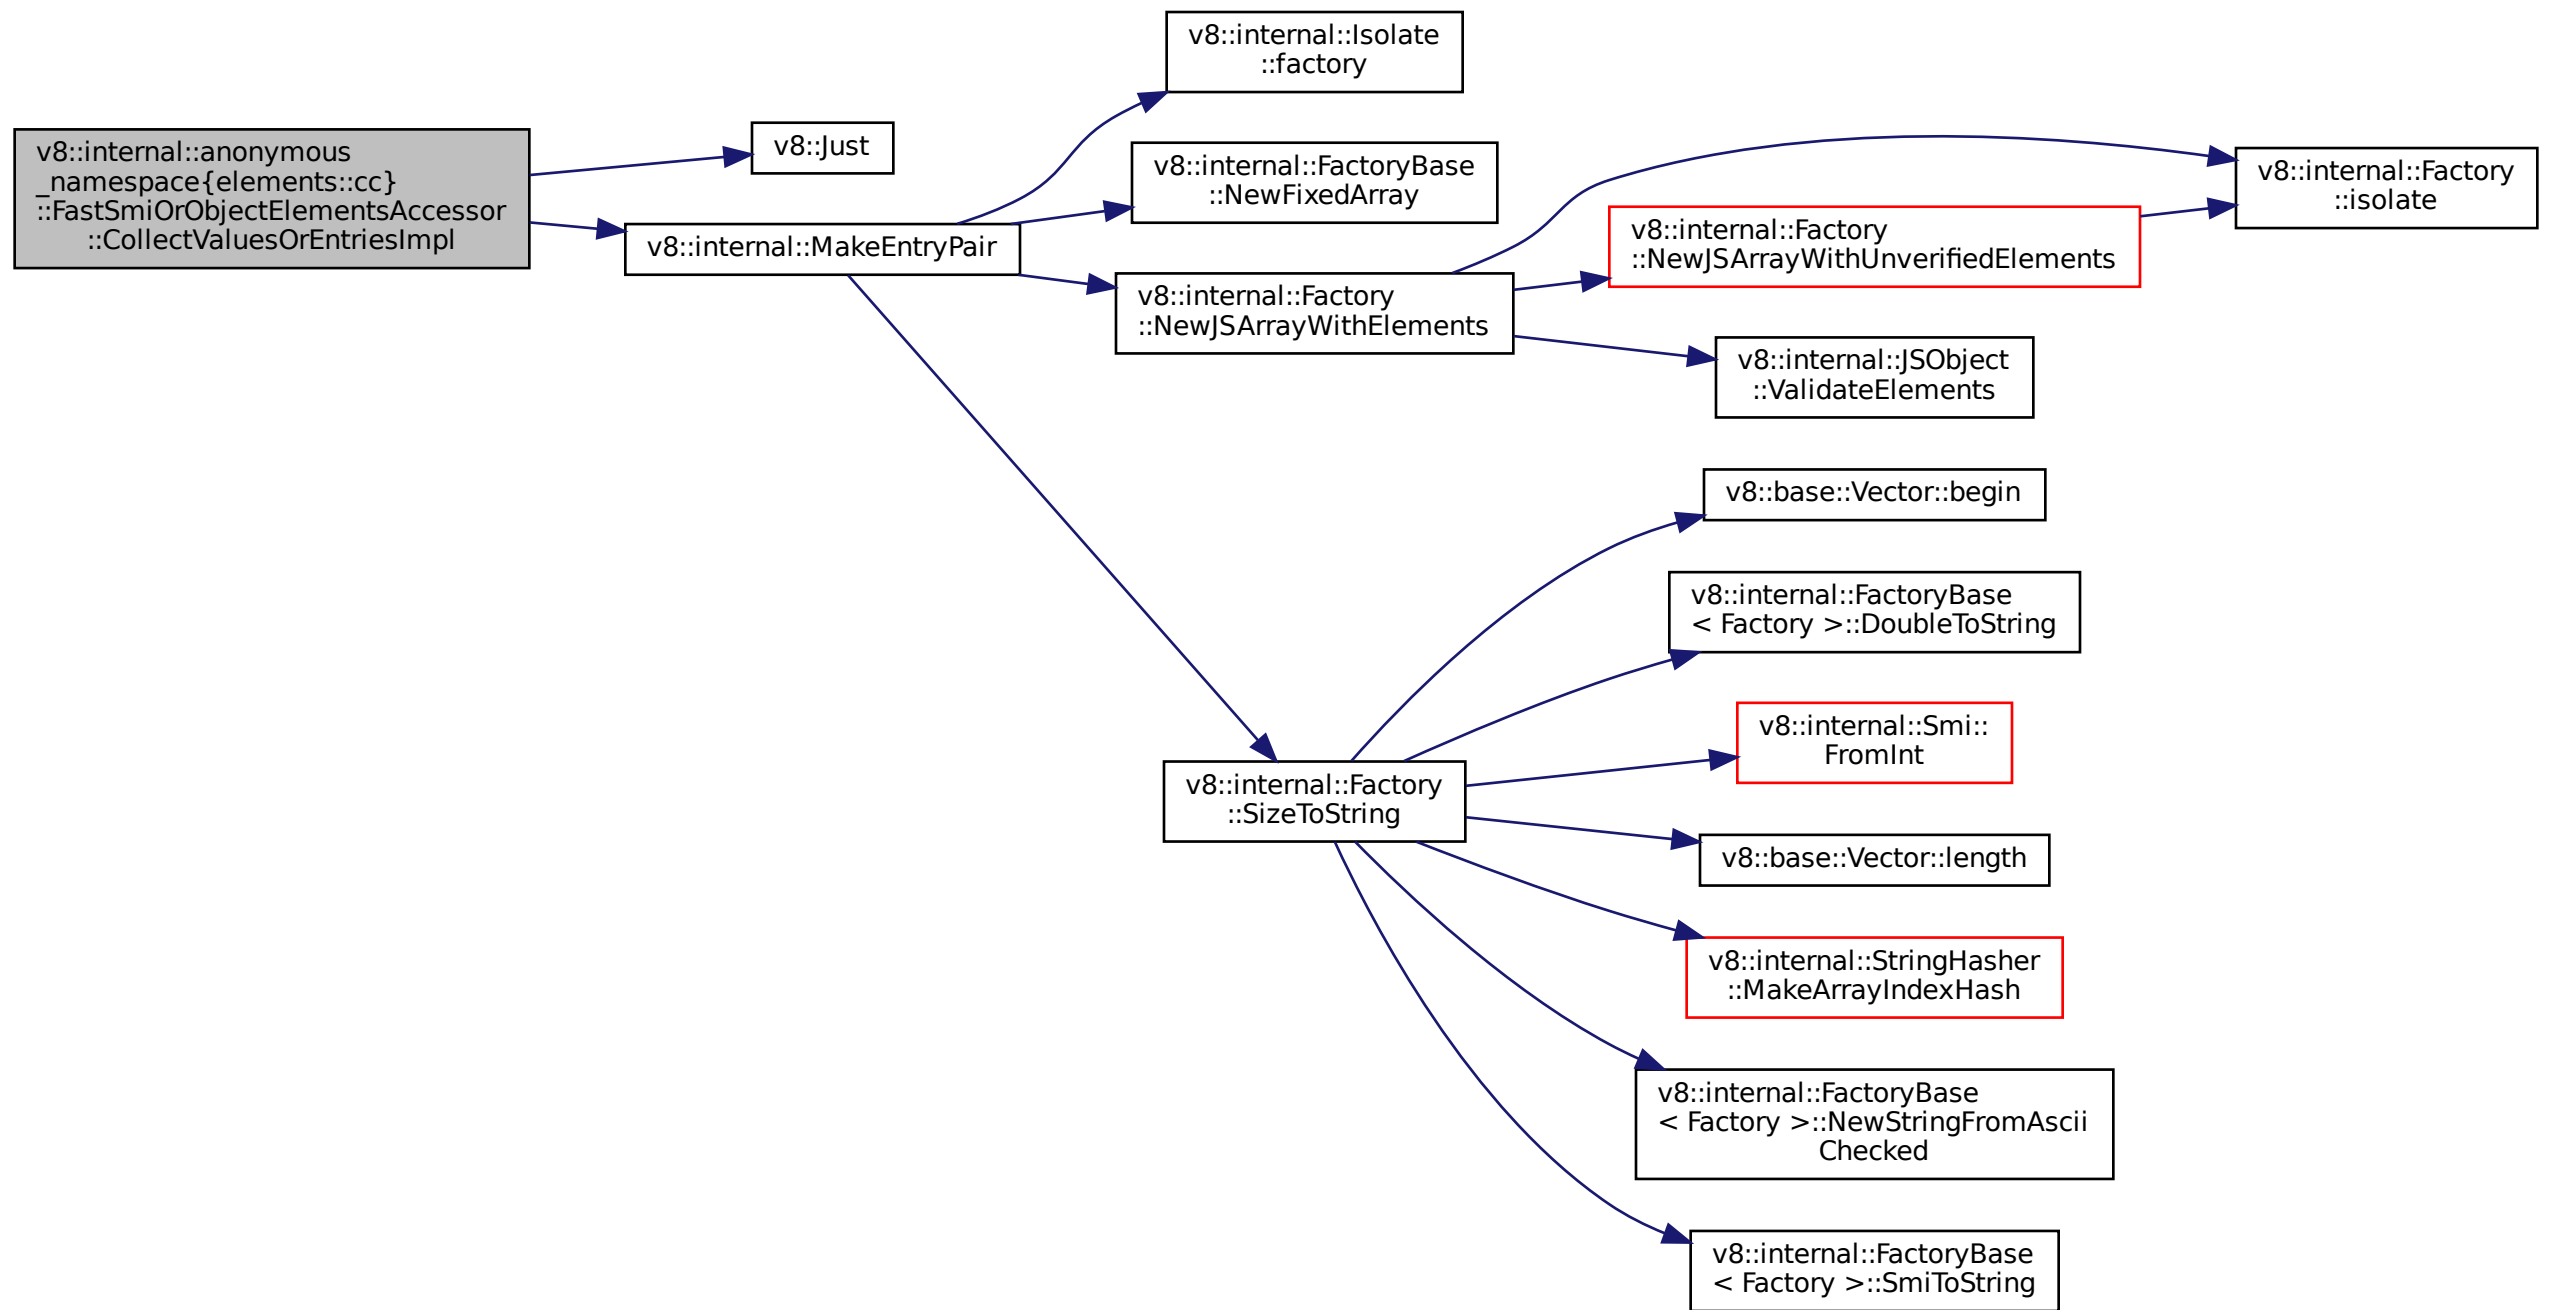 v8::internal::anonymous
_namespace{elements::cc}
::FastSmiOrObjectElementsAccessor
::CollectValuesOrEntriesImpl
v8::Just
v8::internal::MakeEntryPair
v8::internal::Isolate
::factory
v8::internal::FactoryBase
::NewFixedArray
v8::internal::Factory
::NewJSArrayWithElements
v8::internal::Factory
::isolate
v8::internal::Factory
::NewJSArrayWithUnverifiedElements
v8::internal::JSObject
::ValidateElements
v8::internal::Factory
::SizeToString
v8::base::Vector::begin
v8::internal::FactoryBase
< Factory >::DoubleToString
v8::internal::Smi::
FromInt
v8::base::Vector::length
v8::internal::StringHasher
::MakeArrayIndexHash
v8::internal::FactoryBase
< Factory >::NewStringFromAscii
Checked
v8::internal::FactoryBase
< Factory >::SmiToString